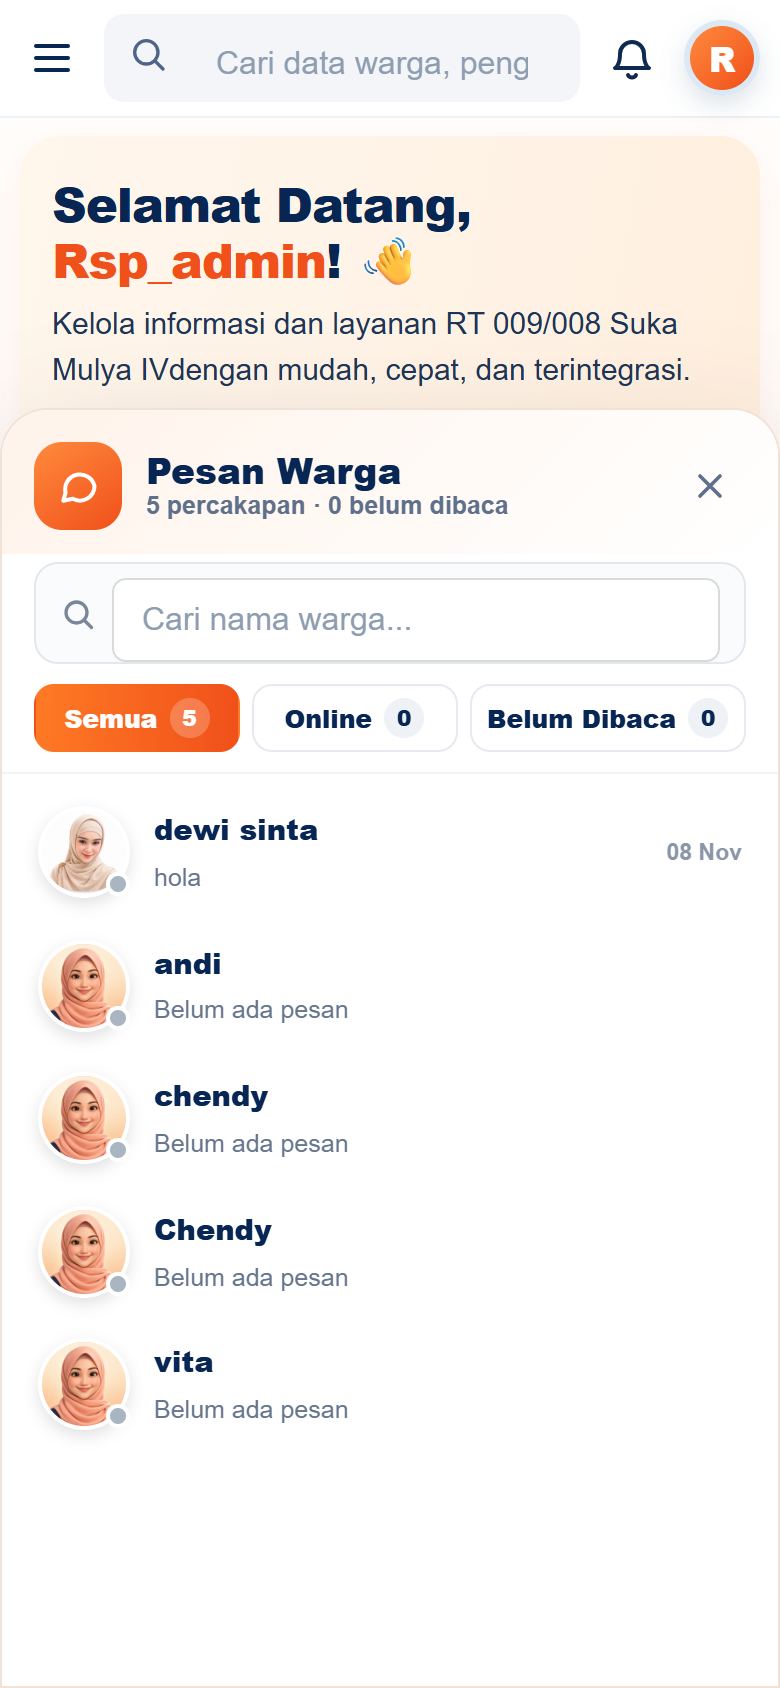 Cari data warga, peng
R
Selamat Datang,
Rsp_admin! 👋
Kelola informasi dan layanan RT 009/008 Suka
Mulya IVdengan mudah, cepat, dan terintegrasi.
Pesan Warga
5 percakapan · 0 belum dibaca
Cari nama warga...
Semua 5 Online 0 Belum Dibaca 0
dewi sinta
08 Nov
hola
andi
Belum ada pesan
chendy
Belum ada pesan
Chendy
Belum ada pesan
vita
Belum ada pesan